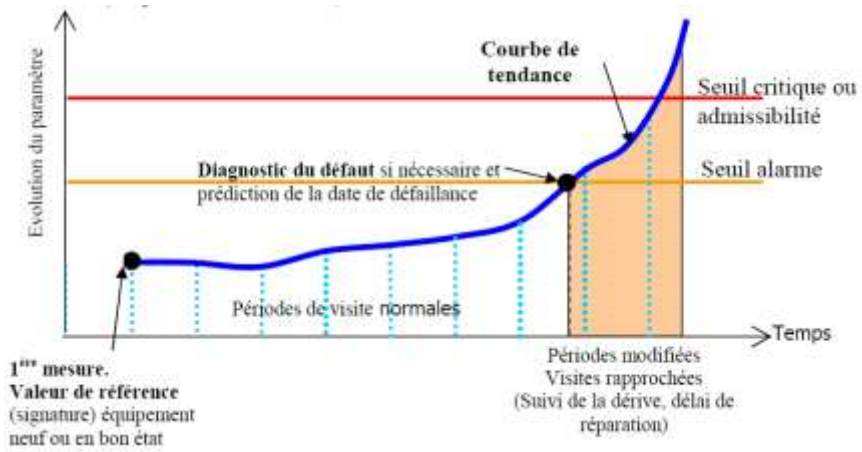 Evolution du paramètre
Courbe de
tendance
Seuil critique ou
admissibilité
Diagnostic du défaut si nécessaire et
prédiction de la date de défaillance
Seuil alarme
Périodes de visite normales
Temps
1ère mesure.
Valeur de référence
(signature) équipement
neuf ou en bon état
Périodes modifiées
Visites rapprochées
(Suivi de la dérive, délai de
réparation)